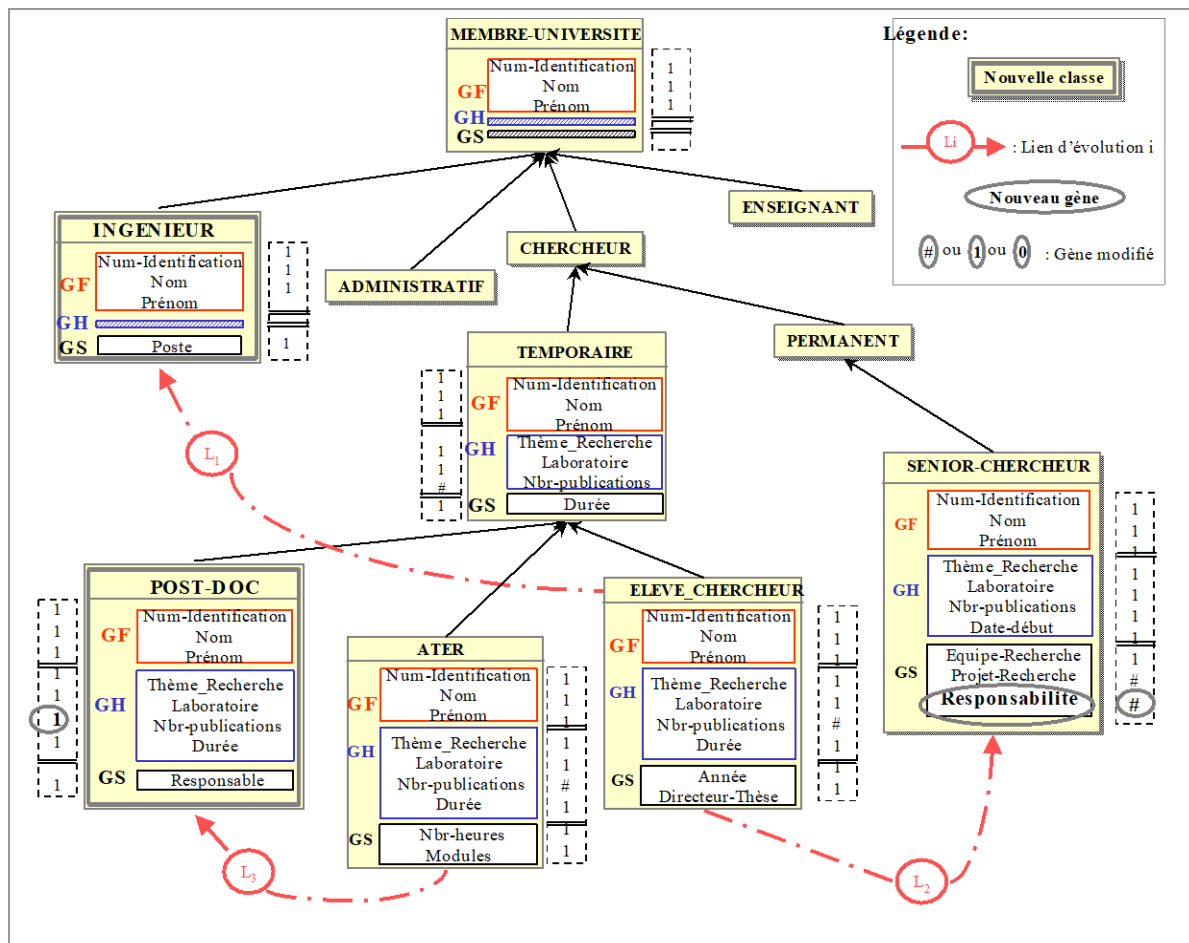 MEMBRE-UNIVERSITE
GF
Num-Identification
Nom
Prénom
GH
GS
1
1
1
Légende:
Nouvelle classe
Li
: Lien d'évolution i
Nouveau gène
# ou 1 ou 0 : Gène modifié
ENSEIGNANT
CHERCHEUR
ADMINISTRATIF
PERMANENT
INGENIEUR
GF
Num-Identification
Nom
Prénom
GH
GS
Poste
1
1
1
1
TEMPORAIRE
GF
Num-Identification
Nom
Prénom
GH
Thème_Recherche
Laboratoire
Nbr-publications
GS
Durée
1
1
1
1
1
#
1
L1
SENIOR-CHERCHEUR
GF
Num-Identification
Nom
Prénom
GH
Thème_Recherche
Laboratoire
Nbr-publications
Date-début
GS
Equipe-Recherche
Projet-Recherche
Responsabilité
1
1
1
1
1
1
1
1
#
#
POST-DOC
GF
Num-Identification
Nom
Prénom
GH
Thème_Recherche
Laboratoire
Nbr-publications
Durée
GS
Responsable
1
1
1
1
1
1
1
1
ATER
GF
Num-Identification
Nom
Prénom
GH
Thème_Recherche
Laboratoire
Nbr-publications
Durée
GS
Nbr-heures
Modules
1
1
1
1
1
#
1
1
1
ELEVE_CHERCHEUR
GF
Num-Identification
Nom
Prénom
GH
Thème_Recherche
Laboratoire
Nbr-publications
Durée
GS
Année
Directeur-Thèse
1
1
1
1
1
#
1
1
1
L3
L2